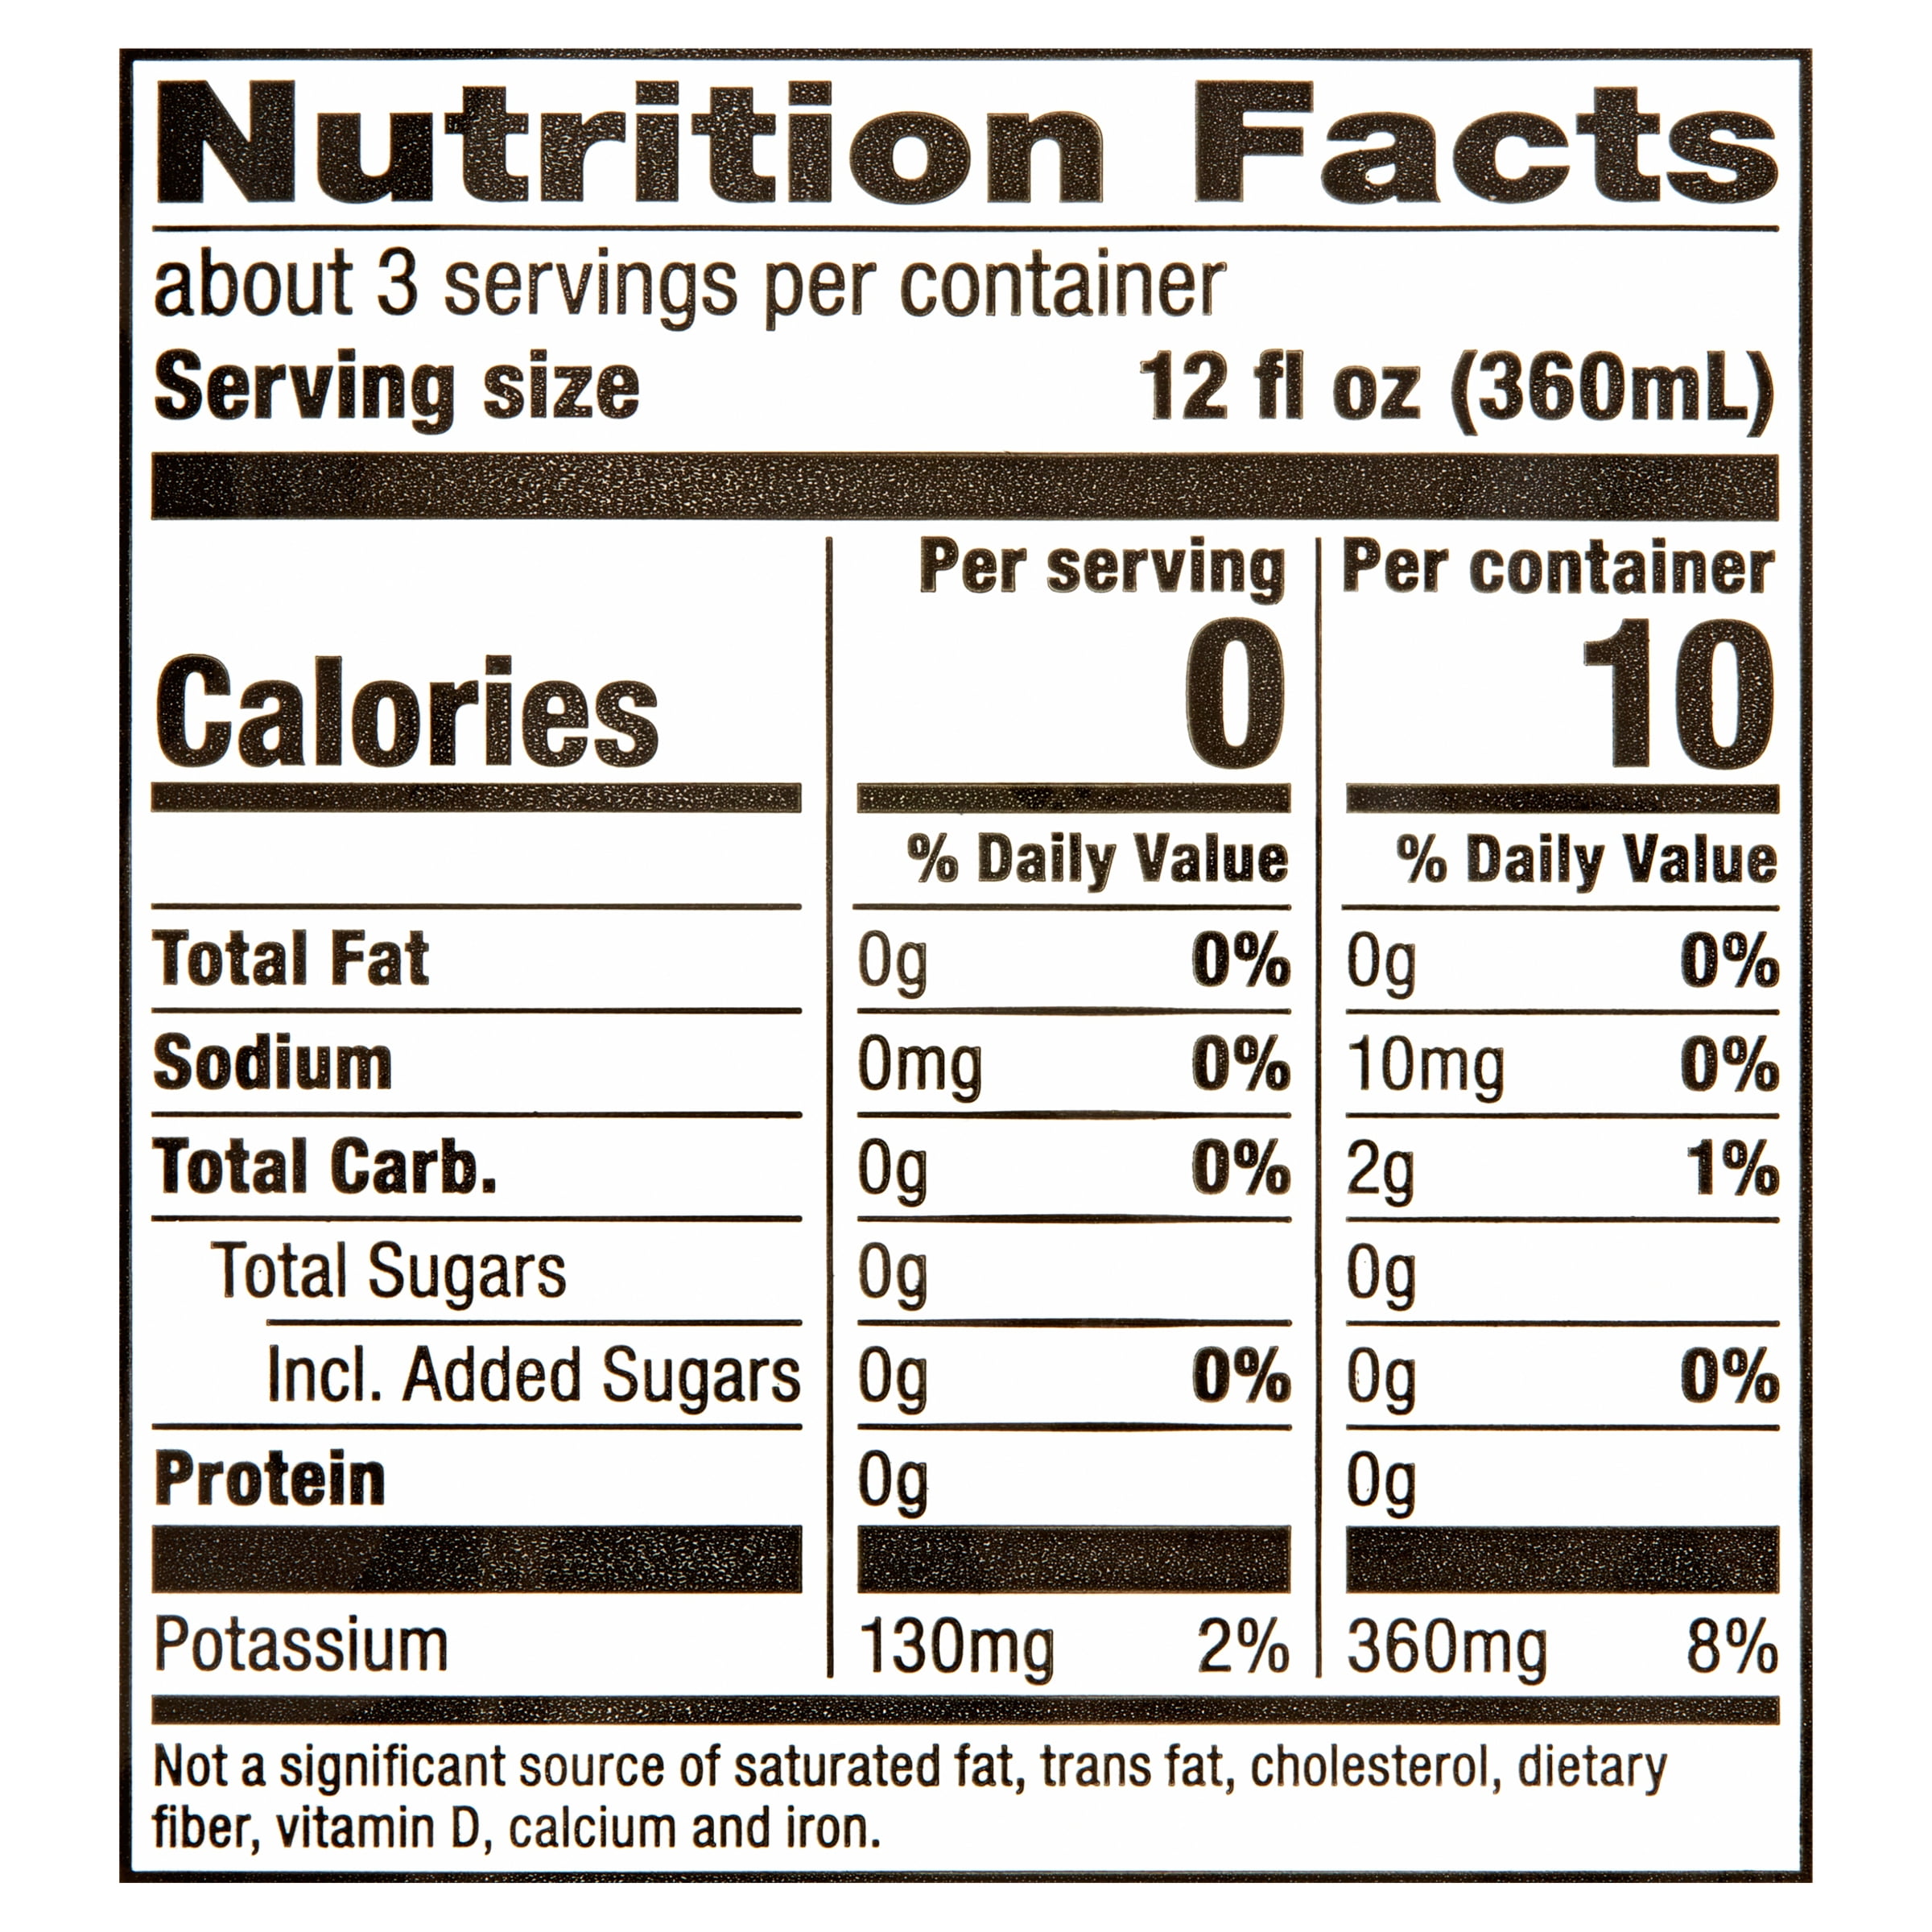 Nutrition Facts
about 3 servings per container
Serving size 12 fl oz (360mL)
Per serving Per container
Calories 0 10
% Daily Value % Daily Value
Total Fat 0g 0% 0g 0%
Sodium 0mg 0% 10mg 0%
Total Carb. 0g 0% 2g 1%
Total Sugars 0g 0g
Incl. Added Sugars 0g 0% 0g 0%
Protein 0g 0g
Potassium 130mg 2% 360mg 8%
Not a significant source of saturated fat, trans fat, cholesterol, dietary
fiber, vitamin D, calcium and iron.